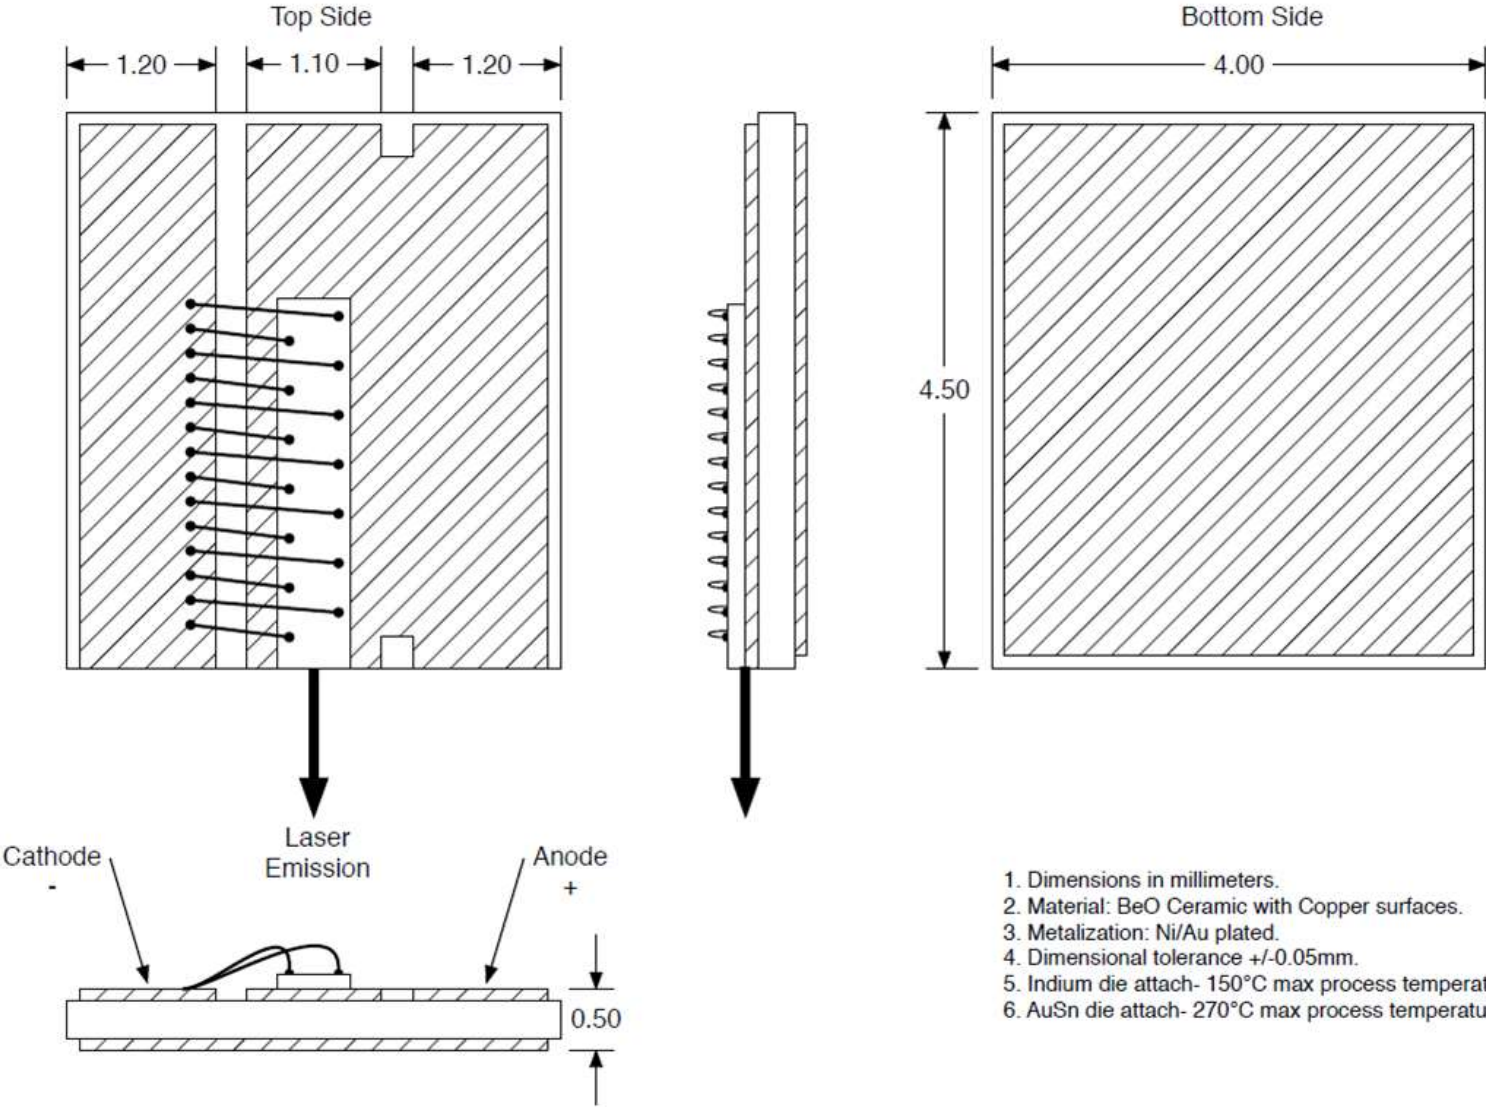 Top Side
Bottom Side
1.20
1.10
1.20
4.00
4.50
Laser
Emission
Cathode
-
Anode
+
0.50
1. Dimensions in millimeters.
2. Material: BeO Ceramic with Copper surfaces.
3. Metalization: Ni/Au plated.
4. Dimensional tolerance +/-0.05mm.
5. Indium die attach- 150°C max process temperat
6. AuSn die attach- 270°C max process temperatu